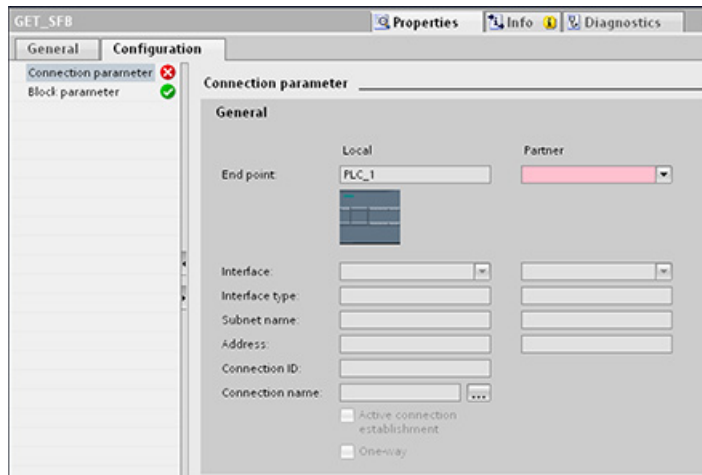 GET_SFB
Properties
Info
Diagnostics
General
Configuration
Connection parameter
Block parameter
Connection parameter
General
Local
Partner
End point:
PLC_1
Interface:
Interface type:
Subnet name:
Address:
Connection ID:
Connection name:
...
Active connection
establishment
One-way